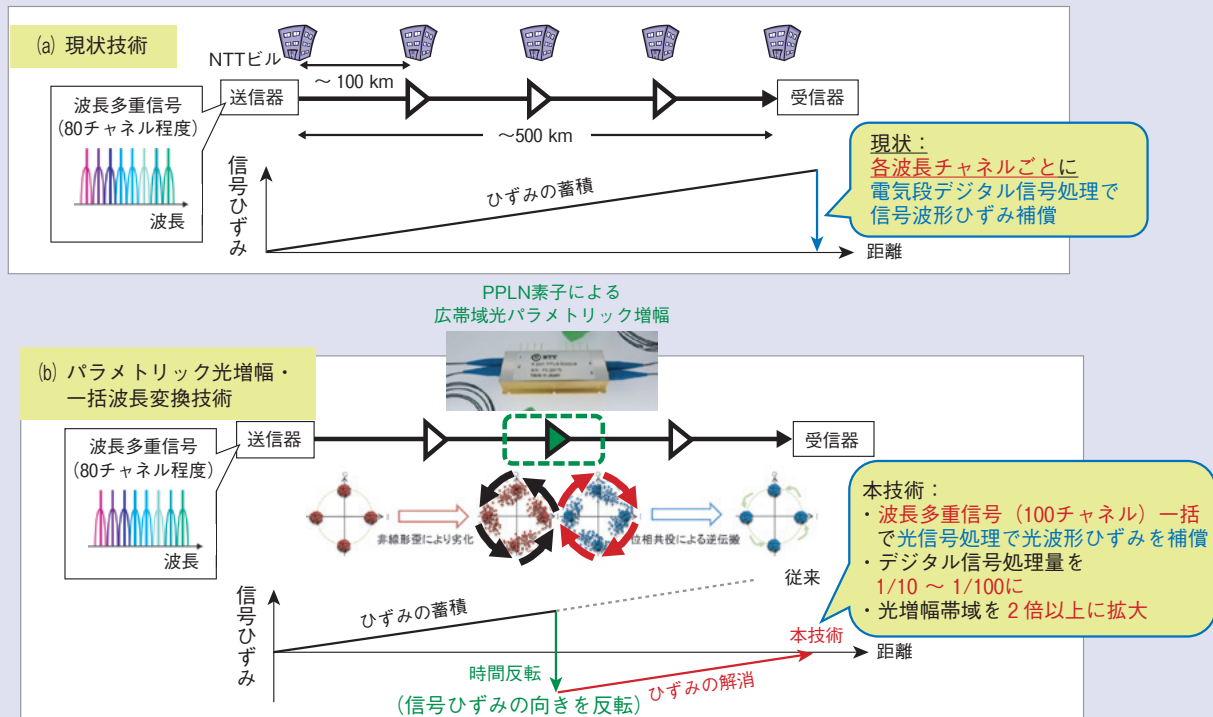 (a) 現状技術
NTTビル
～ 100 km
送信器
受信器
波長多重信号
(80チャネル程度)
波長
～500 km
現状：
各波長チャネルごとに
電気段デジタル信号処理で
信号波形ひずみ補償
信号ひずみ
ひずみの蓄積
距離
PPLN素子による
広帯域光パラメトリック増幅
NTT
(b) パラメトリック光増幅・
一括波長変換技術
送信器
受信器
波長多重信号
(80チャネル程度)
波長
非線形歪により劣化
位相共役による逆伝搬
本技術：
・波長多重信号（100チャネル）一括
で光信号処理で光波形ひずみを補償
・デジタル信号処理量を
1/10 ～ 1/100に
・光増幅帯域を 2 倍以上に拡大
信号ひずみ
ひずみの蓄積
従来
本技術
距離
時間反転
(信号ひずみの向きを反転)
ひずみの解消